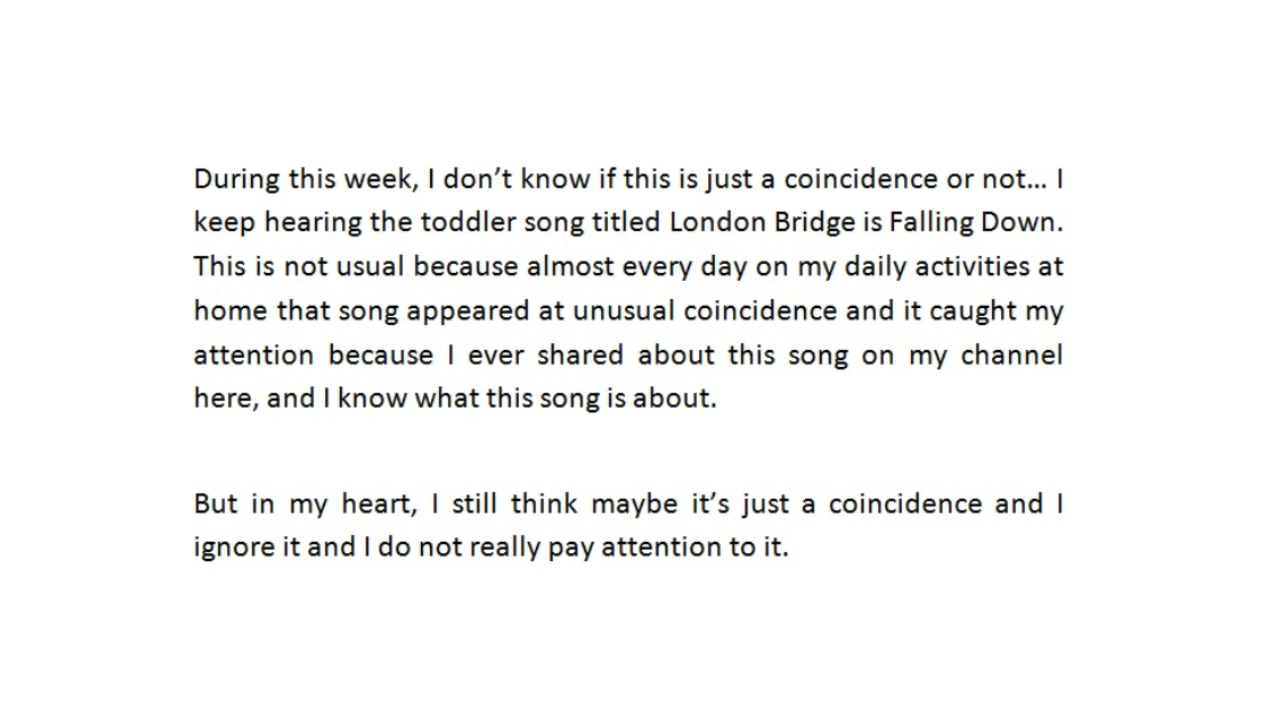 During this week, I don’t know if this is just a coincidence or not... I
keep hearing the toddler song titled London Bridge is Falling Down.
This is not usual because almost every day on my daily activities at
home that song appeared at unusual coincidence and it caught my
attention because I ever shared about this song on my channel
here, and I know what this song is about.
But in my heart, I still think maybe it’s just a coincidence and I
ignore it and I do not really pay attention to it.